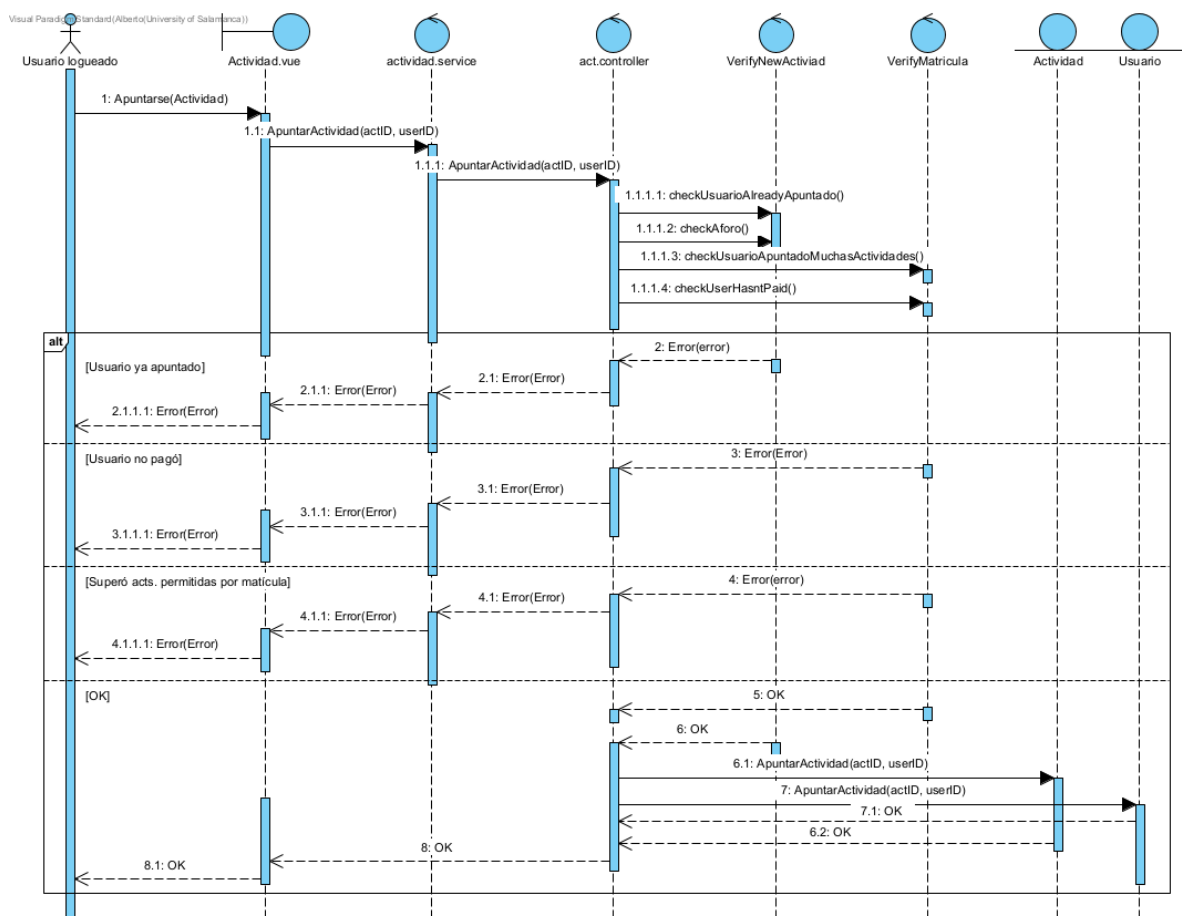 Visual Paradigm Standard(Alberto(University of Salamanca))
Usuario logueado
Actividad.vue
actividad.service
act.controller
VerifyNewActiviad
VerifyMatricula
Actividad
Usuario
1: Apuntarse(Actividad)
1.1: ApuntarActividad(actID, userID)
1.1.1: ApuntarActividad(actID, userID)
1.1.1.1: checkUsuarioAlreadyApuntado()
1.1.1.2: checkAforo()
1.1.1.3: checkUsuarioApuntadoMuchasActividades()
1.1.1.4: checkUserHasntPaid()
alt
[Usuario ya apuntado]
2: Error(error)
2.1: Error(Error)
2.1.1: Error(Error)
2.1.1.1: Error(Error)
[Usuario no pagó]
3: Error(Error)
3.1: Error(Error)
3.1.1: Error(Error)
3.1.1.1: Error(Error)
[Superó acts. permitidas por matícula]
4: Error(error)
4.1: Error(Error)
4.1.1: Error(Error)
4.1.1.1: Error(Error)
[OK]
5: OK
6: OK
6.1: ApuntarActividad(actID, userID)
7: ApuntarActividad(actID, userID)
7.1: OK
6.2: OK
8: OK
8.1: OK